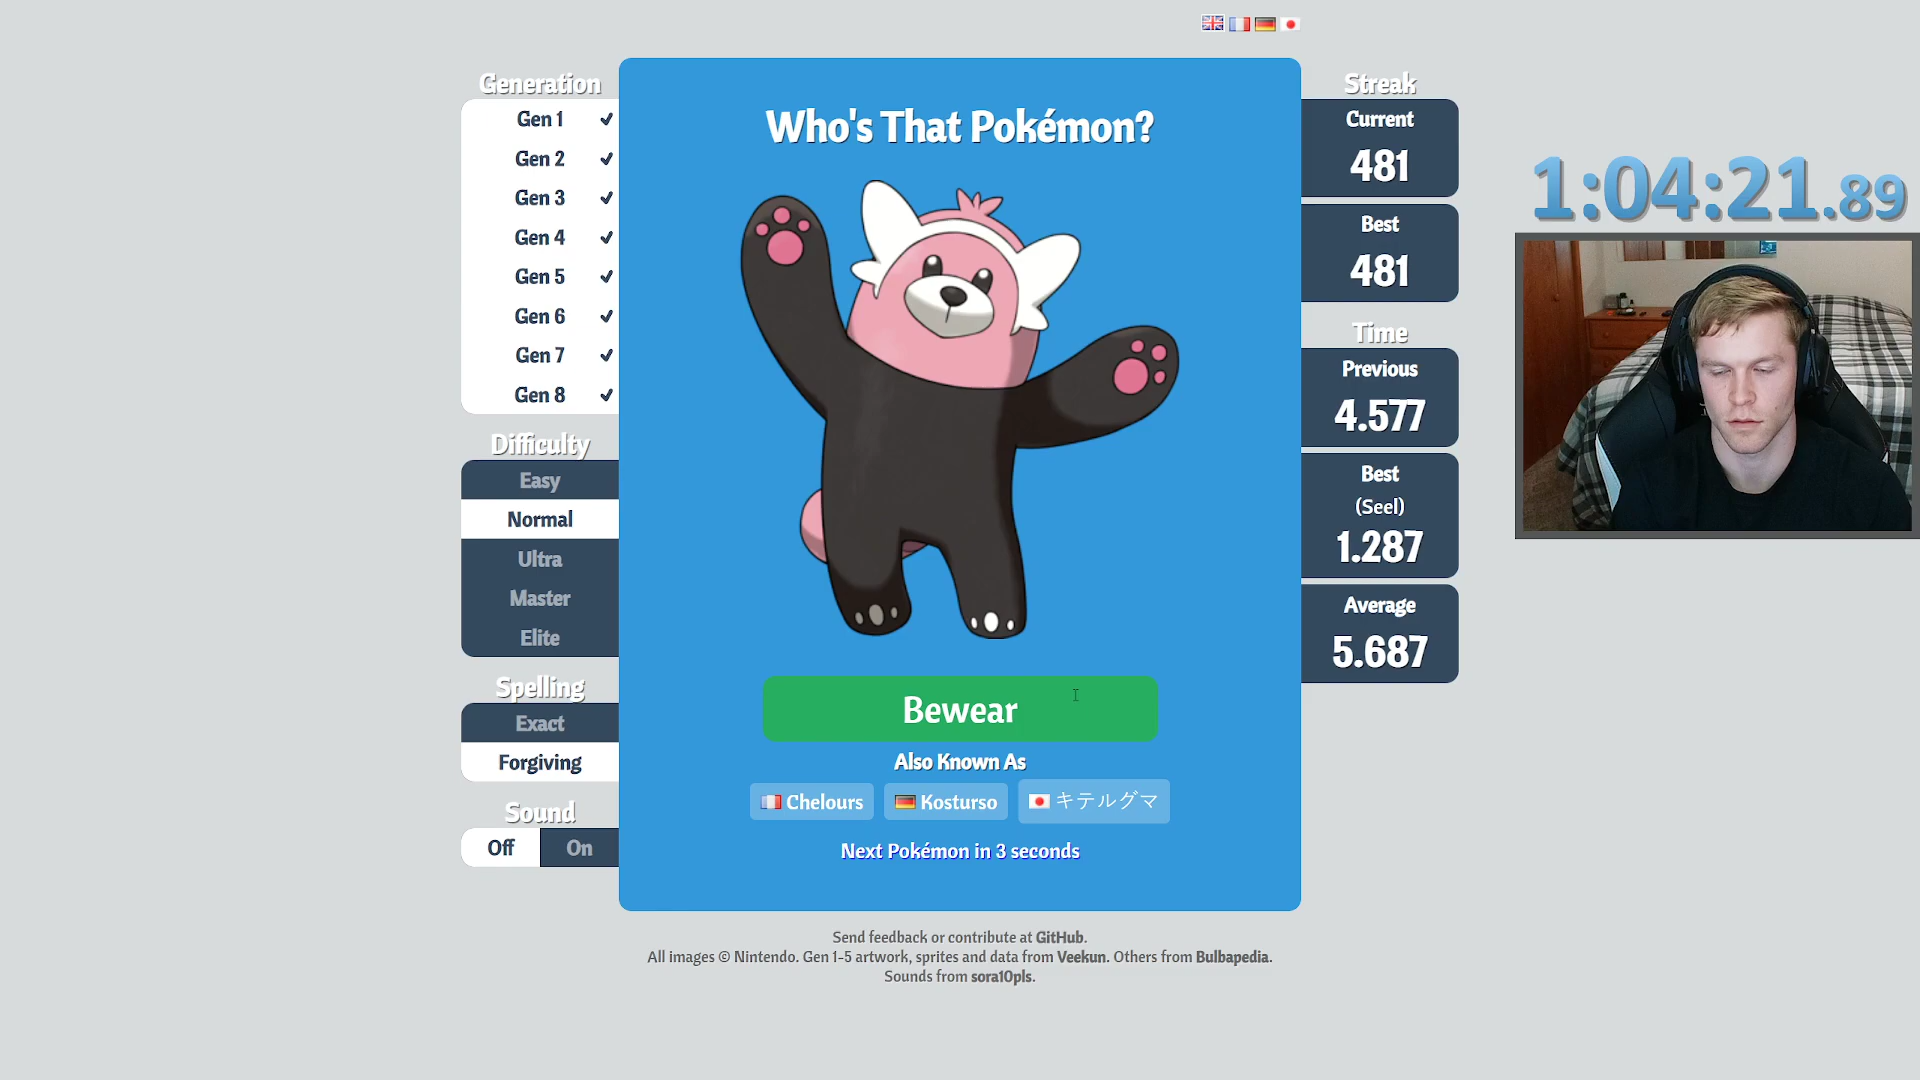 Generation
Gen 1
Gen 2
Gen 3
Gen 4
Gen 5
Gen 6
Gen 7
Gen 8
Difficulty
Easy
Normal
Ultra
Master
Elite
Spelling
Exact
Forgiving
Sound
Off
On
Who's That Pokémon?
Bewear
Also Known As
Chelours
Kosturso
キテルグマ
Next Pokémon in 3 seconds
Streak
Current
481
Best
481
Time
Previous
4.577
Best
(Seel)
1.287
Average
5.687
1:04:21.89
Send feedback or contribute at GitHub.
All images © Nintendo. Gen 1-5 artwork, sprites and data from Veekun. Others from Bulbapedia.
Sounds from sora10pls.